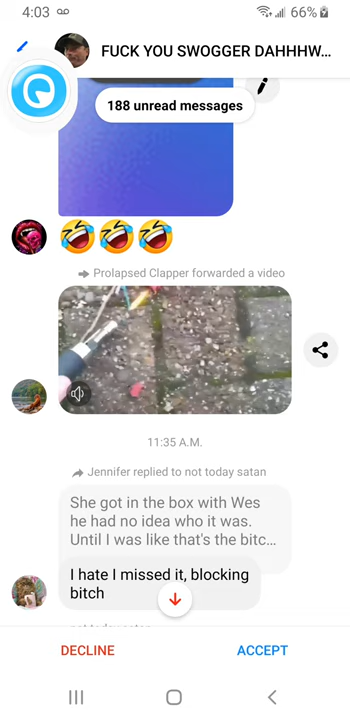 4:03
66%
FUCK YOU SWOGGER DAHHHW...
188 unread messages
Prolapsed Clapper forwarded a video
11:35 A.M.
Jennifer replied to not today satan
She got in the box with Wes
he had no idea who it was.
Until I was like that's the bitc...
I hate I missed it, blocking
bitch
DECLINE
ACCEPT